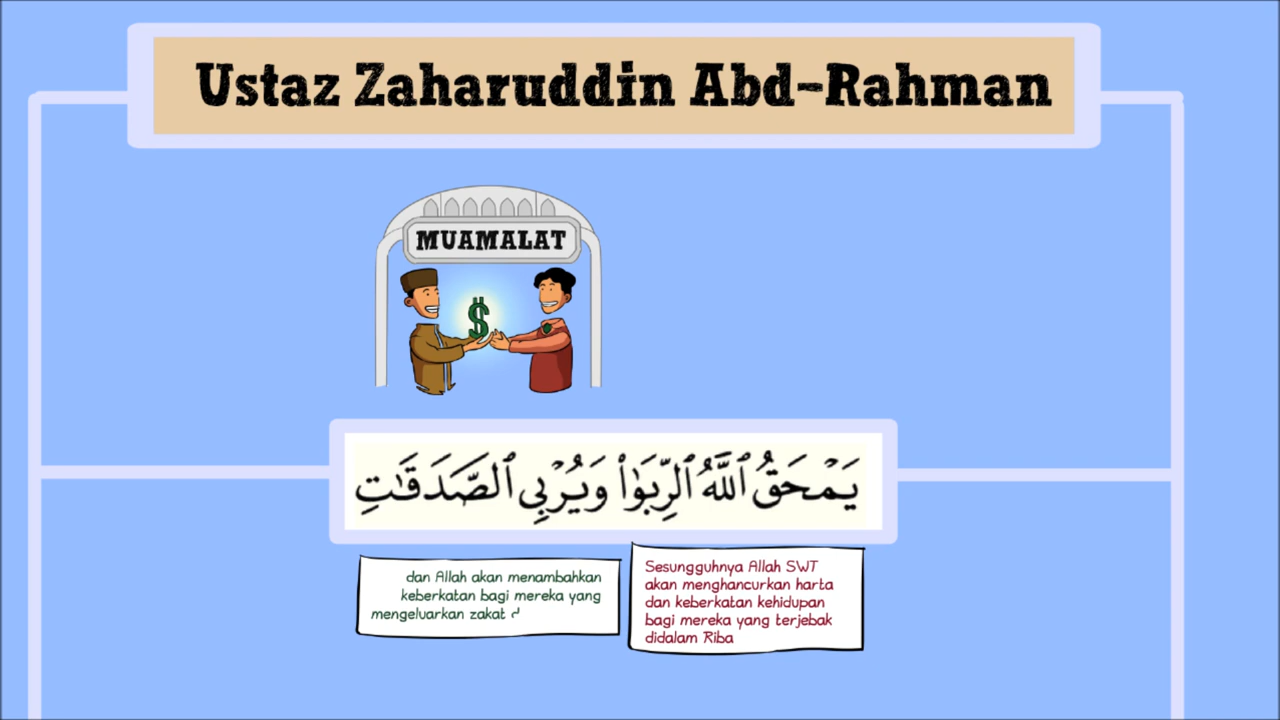 Ustaz Zaharuddin Abd-Rahman
MUAMALAT
يَمْحَقُ ٱللَّهُ ٱلرِّبَوٰا۟ وَيُرْبِى ٱلصَّدَقَـٰتِ
dan Allah akan menambahkan
keberkatan bagi mereka yang
mengeluarkan zakat
Sesungguhnya Allah SWT
akan menghancurkan harta
dan keberkatan kehidupan
bagi mereka yang terjebak
didalam Riba